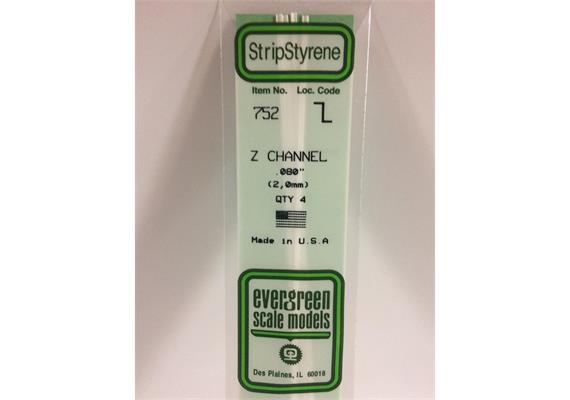 StripStyrene
Item No. Loc. Code
752
Z CHANNEL
.080"
(2,0mm)
QTY 4
Made in U.S.A
evergreen
scale models
Des Plaines, IL 60018